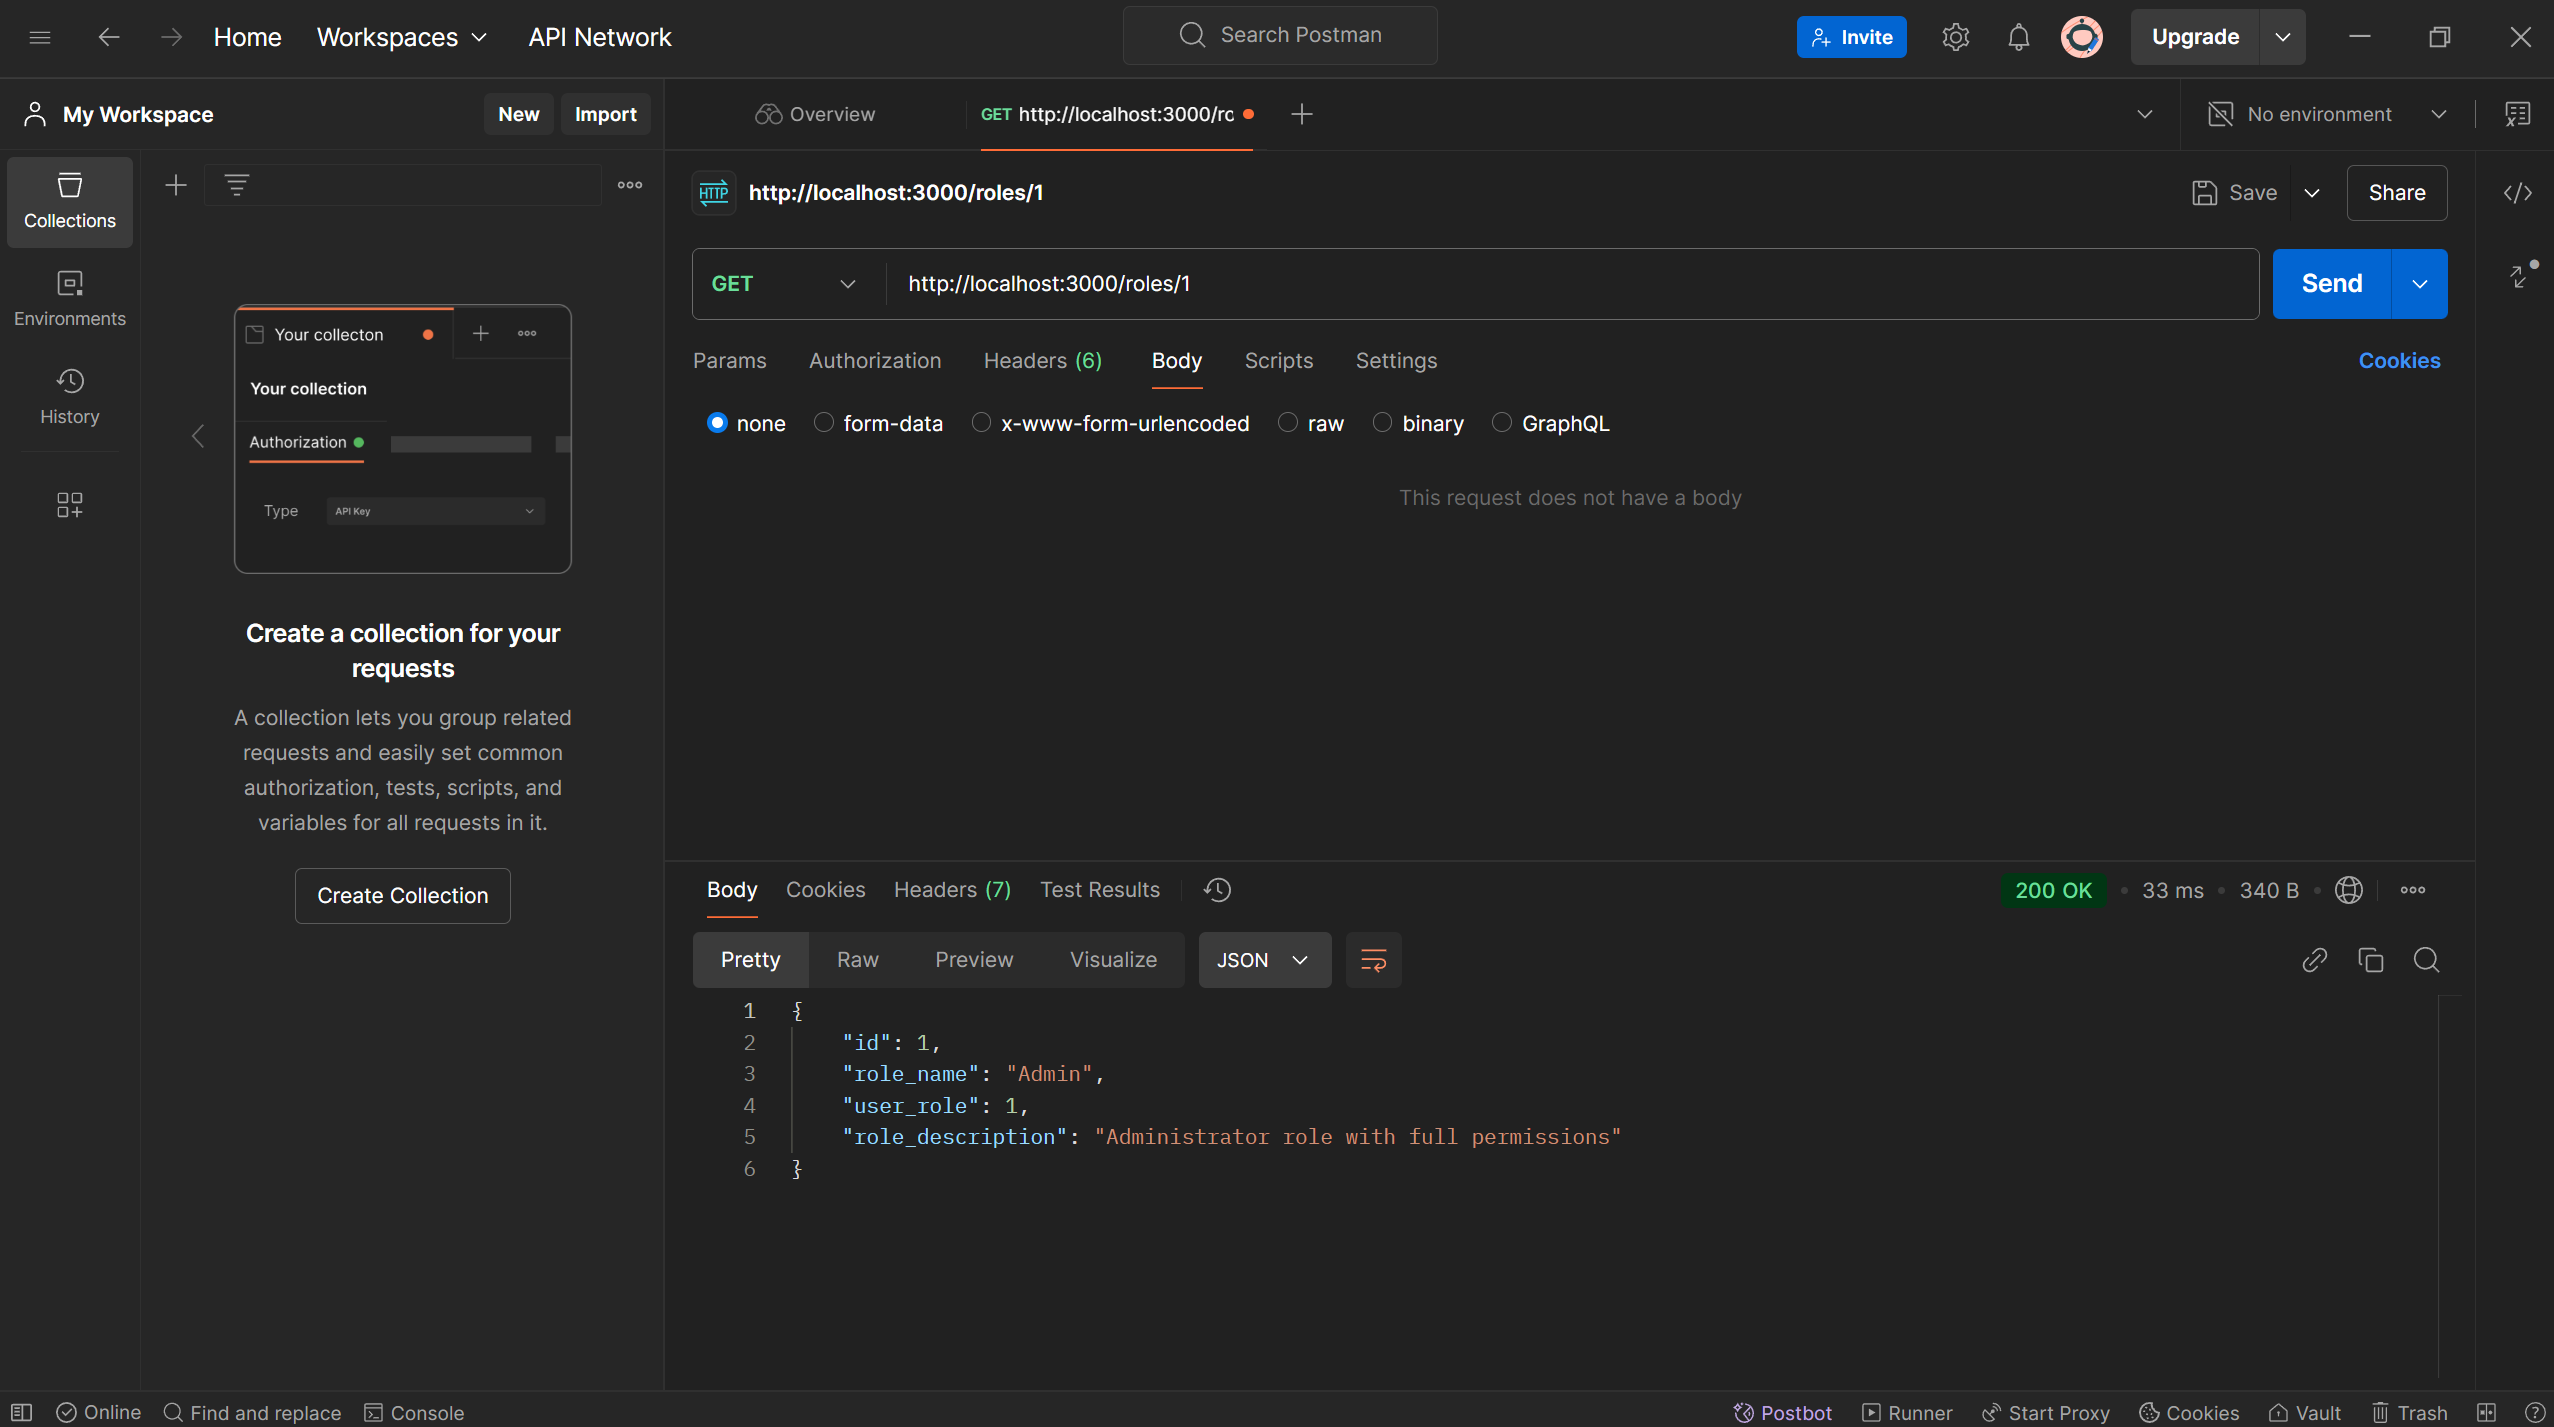 Home Workspaces API Network
Search Postman
Invite
Upgrade
My Workspace
New Import
Overview
GET http://localhost:3000/ro
No environment
Collections
Environments
History
Your collecton
Your collection
Authorization
Type API Key
Create a collection for your
requests
A collection lets you group related
requests and easily set common
authorization, tests, scripts, and
variables for all requests in it.
Create Collection
HTTP http://localhost:3000/roles/1
Save Share
GET http://localhost:3000/roles/1
Send
Params Authorization Headers (6) Body Scripts Settings
Cookies
none form-data x-www-form-urlencoded raw binary GraphQL
This request does not have a body
Body Cookies Headers (7) Test Results
200 OK • 33 ms • 340 B •
Pretty Raw Preview Visualize JSON
1 {
2 "id": 1,
3 "role_name": "Admin",
4 "user_role": 1,
5 "role_description": "Administrator role with full permissions"
6 }
Online Find and replace Console
Postbot Runner Start Proxy Cookies Vault Trash